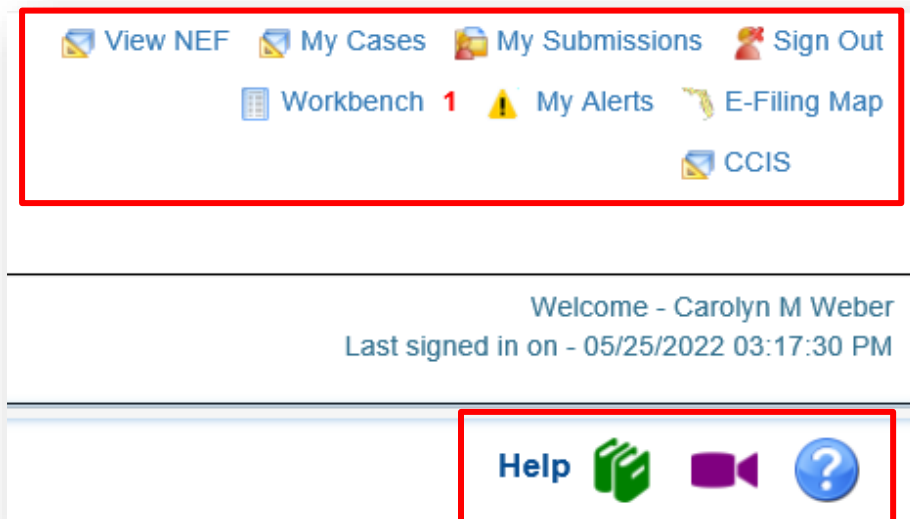 View NEF My Cases My Submissions Sign Out
Workbench 1 My Alerts E-Filing Map
CCIS
Welcome - Carolyn M Weber
Last signed in on - 05/25/2022 03:17:30 PM
Help ?